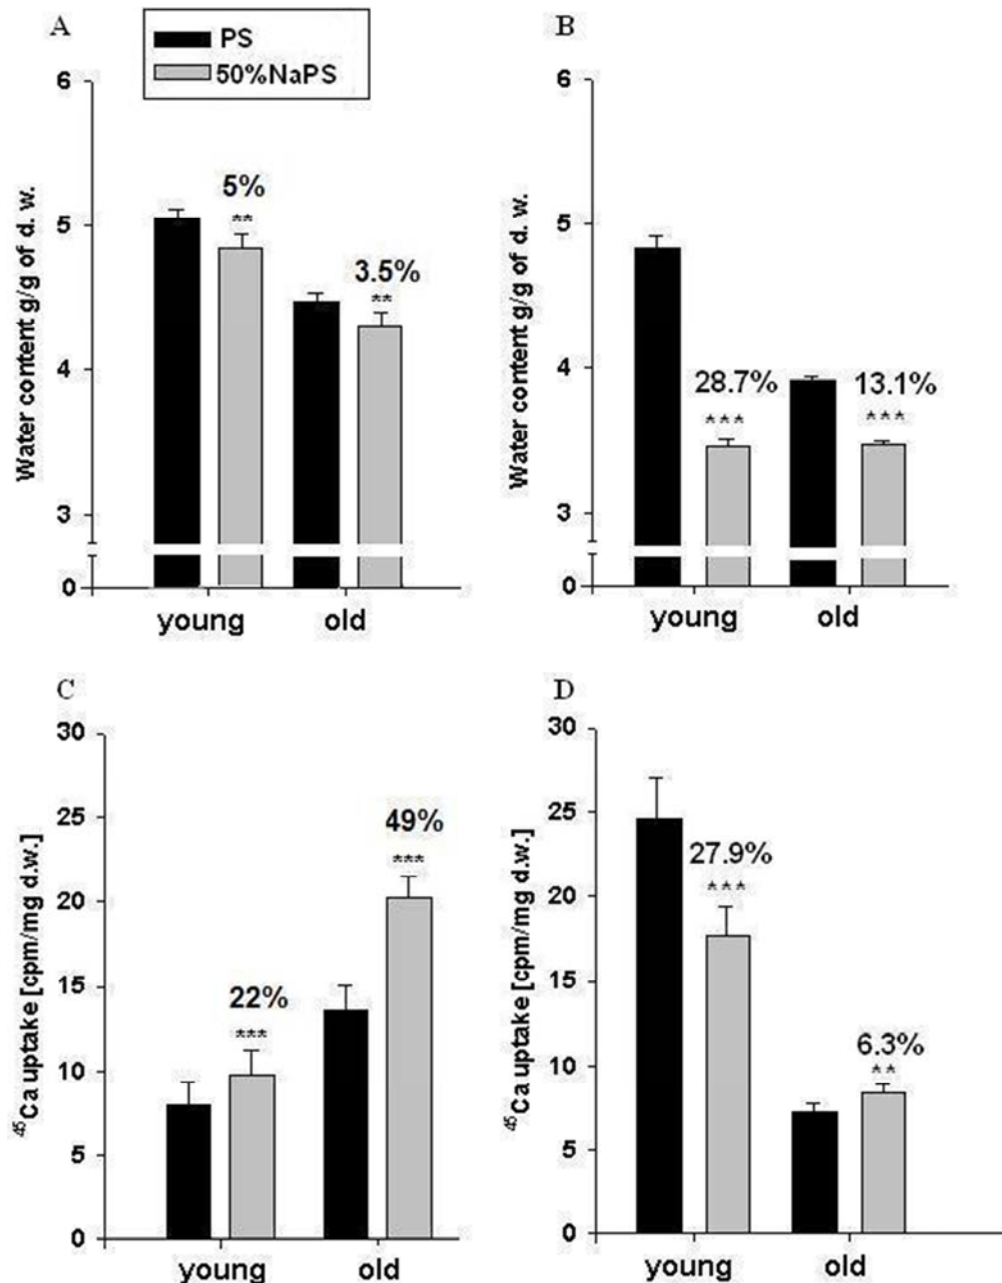 A
PS
50%NaPS
6
5
4
3
0
Water content g/g of d. w.
5%
**
3.5%
**
young
old
B
6
5
4
3
0
Water content g/g of d. w.
28.7%
***
13.1%
***
young
old
C
30
25
20
15
10
5
0
45Ca uptake [cpm/mg d.w.]
22%
***
49%
***
young
old
D
30
25
20
15
10
5
0
45Ca uptake [cpm/mg d.w.]
27.9%
***
6.3%
**
young
old